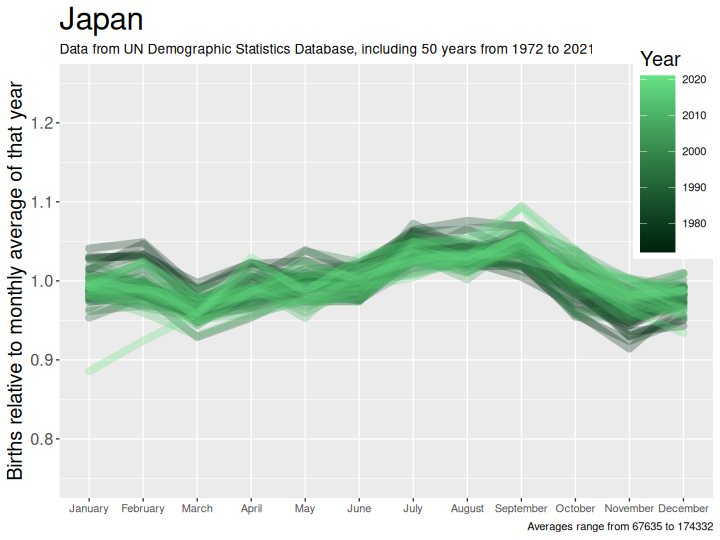 Japan
Data from UN Demographic Statistics Database, including 50 years from 1972 to 2021
Year
2020
2010
2000
1990
1980
Births relative to monthly average of that year
1.2
1.1
1.0
0.9
0.8
January February March April May June July August September October November December
Averages range from 67635 to 174332